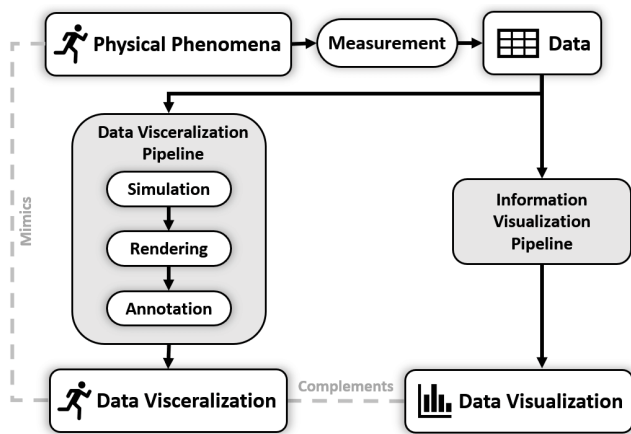 Physical Phenomena
Measurement
Data
Data Visceralization
Pipeline
Simulation
Rendering
Annotation
Information
Visualization
Pipeline
Mimics
Data Visceralization
Complements
Data Visualization